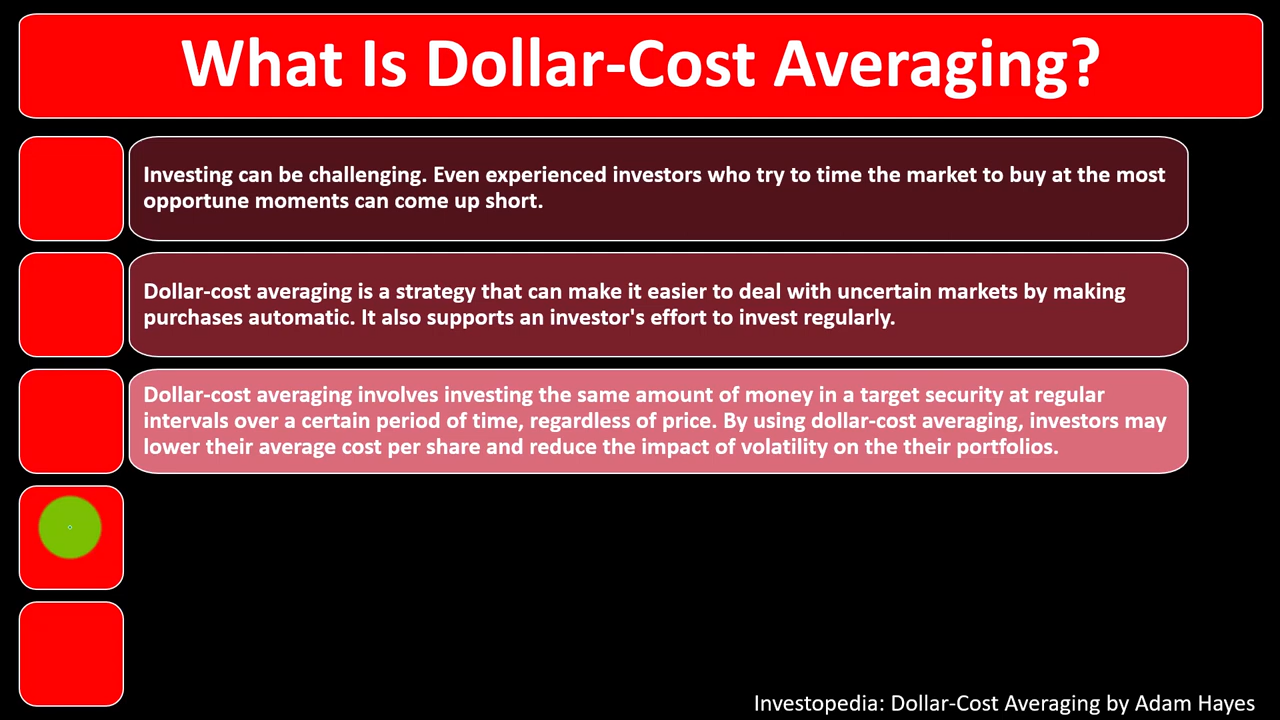 What Is Dollar-Cost Averaging?
Investing can be challenging. Even experienced investors who try to time the market to buy at the most
opportune moments can come up short.
Dollar-cost averaging is a strategy that can make it easier to deal with uncertain markets by making
purchases automatic. It also supports an investor's effort to invest regularly.
Dollar-cost averaging involves investing the same amount of money in a target security at regular
intervals over a certain period of time, regardless of price. By using dollar-cost averaging, investors may
lower their average cost per share and reduce the impact of volatility on the their portfolios.
Investopedia: Dollar-Cost Averaging by Adam Hayes